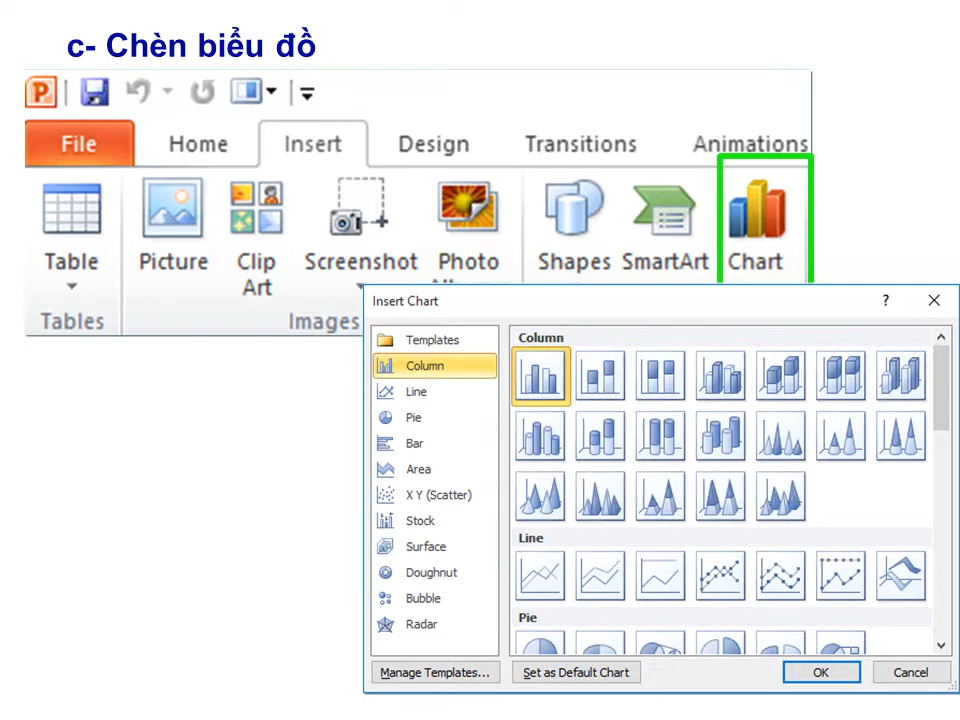 c- Chèn biểu đồ
File Home Insert Design Transitions Animations
Table Picture Clip Art Screenshot Photo Shapes SmartArt Chart
Tables Images
Insert Chart ?
Templates
Column
Line
Pie
Bar
Area
X Y (Scatter)
Stock
Surface
Doughnut
Bubble
Radar
Column
Line
Pie
Manage Templates... Set as Default Chart OK Cancel